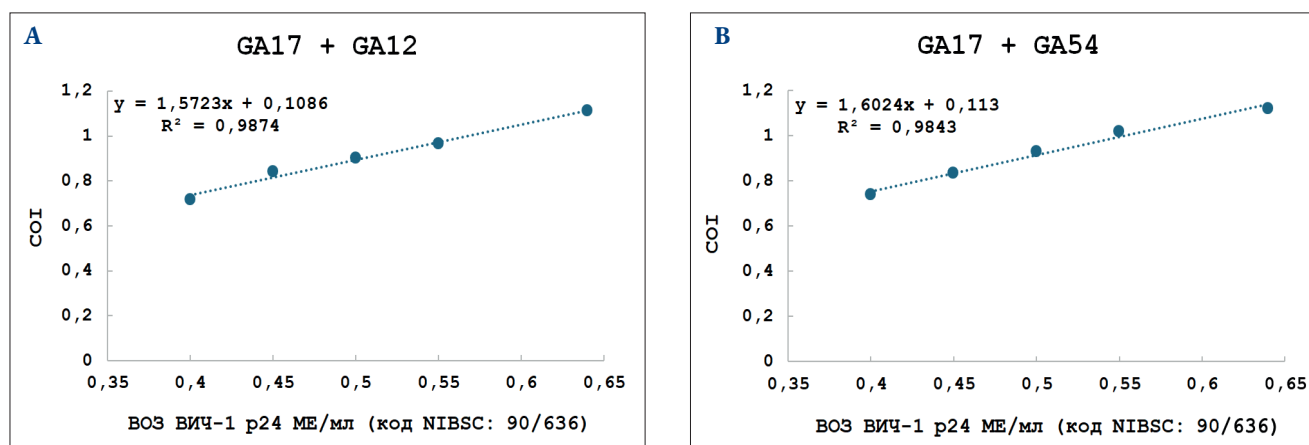 A
GA17 + GA12
y = 1,5723x + 0,1086
R² = 0,9874
1,2
1
0,8
0,6
0,4
0,2
0
COI
0,35 0,4 0,45 0,5 0,55 0,6 0,65
ВОЗ ВИЧ-1 p24 МЕ/мл (код NIBSC: 90/636)
B
GA17 + GA54
y = 1,6024x + 0,113
R² = 0,9843
1,2
1
0,8
0,6
0,4
0,2
0
COI
0,35 0,4 0,45 0,5 0,55 0,6 0,65
ВОЗ ВИЧ-1 p24 МЕ/мл (код NIBSC: 90/636)